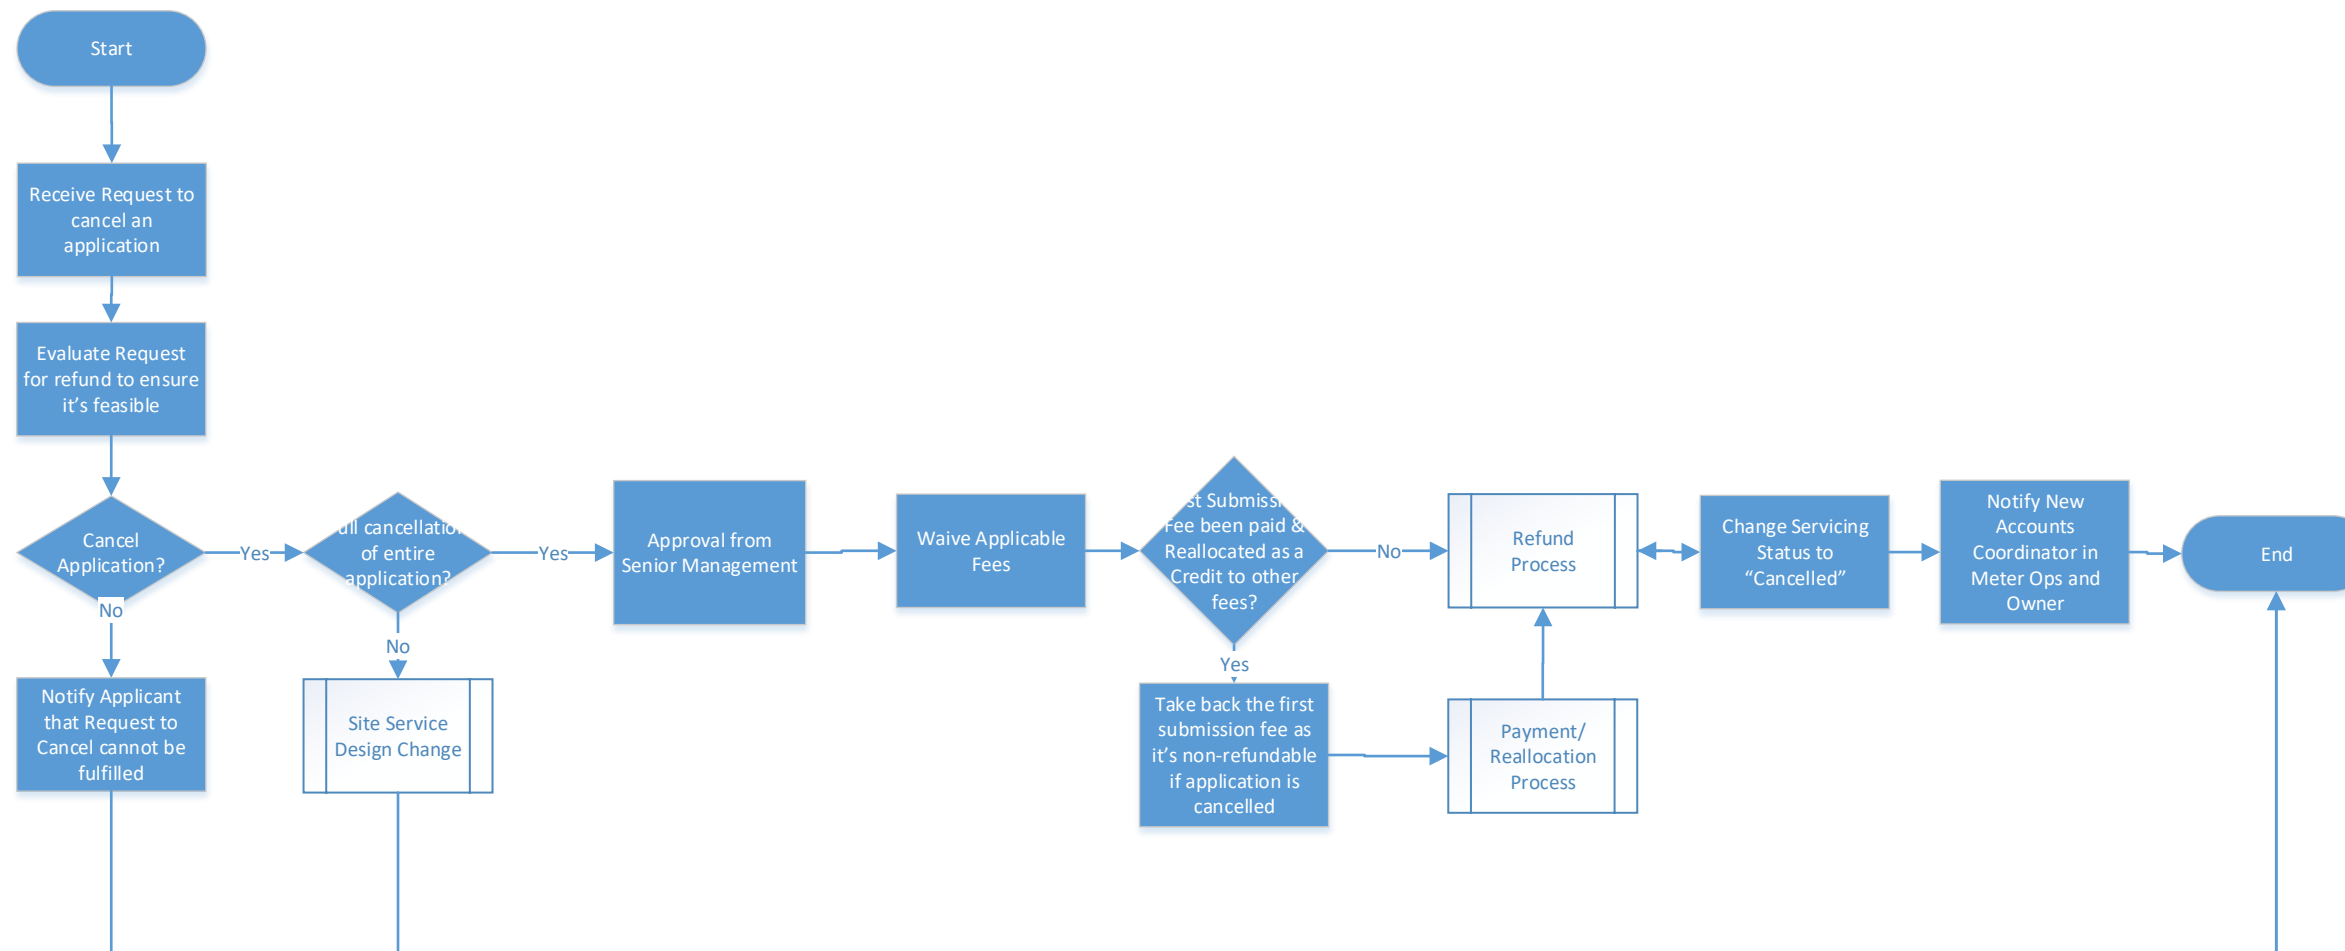 Start
Receive Request to
cancel an
application
Evaluate Request
for refund to ensure
it’s feasible
Cancel
Application?
Yes
No
Notify Applicant
that Request to
Cancel cannot be
fulfilled
ull cancellation
of entire
application?
Yes
No
Site Service
Design Change
Approval from
Senior Management
Waive Applicable
Fees
st Submissi
Fee been paid &
Reallocated as a
Credit to other
fees?
No
Yes
Take back the first
submission fee as
it’s non-refundable
if application is
cancelled
Refund
Process
Payment/
Reallocation
Process
Change Servicing
Status to
“Cancelled”
Notify New
Accounts
Coordinator in
Meter Ops and
Owner
End